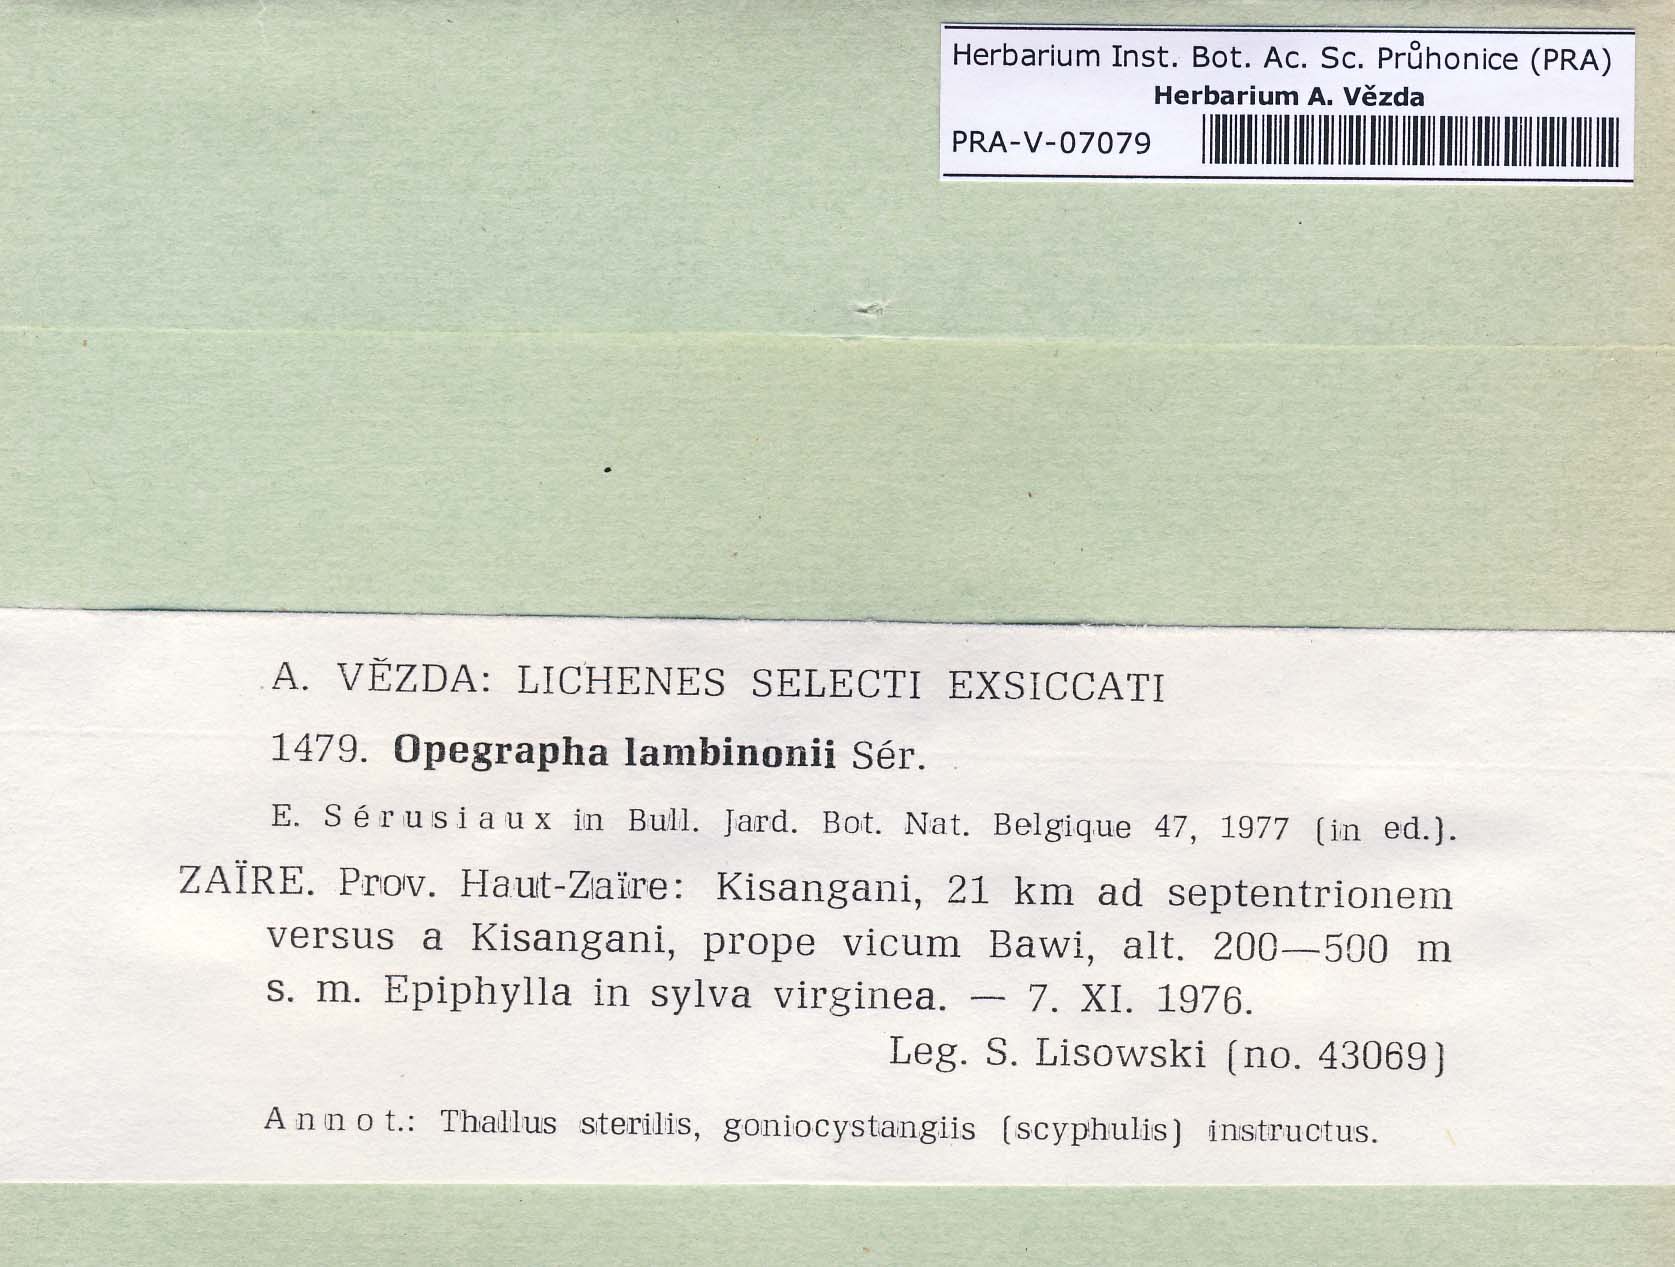 Herbarium Inst. Bot. Ac. Sc. Průhonice (PRA)
Herbarium A. Vězda
PRA-V-07079
A. VĚZDA: LICHENES SELECTI EXSICCATI
1479. Opegrapha lambinonii Sér.
E. Sérusiaux in Bull. Jard. Bot. Nat. Belgique 47, 1977 (in ed.).
ZAÏRE. Prov. Haut-Zaïre: Kisangani, 21 km ad septentrionem
versus a Kisangani, prope vicum Bawi, alt. 200—500 m
s. m. Epiphylla in sylva virginea. — 7. XI. 1976.
Leg. S. Lisowski (no. 43069)
Annot.: Thallus sterilis, goniocystangiis (scyphulis) instructus.